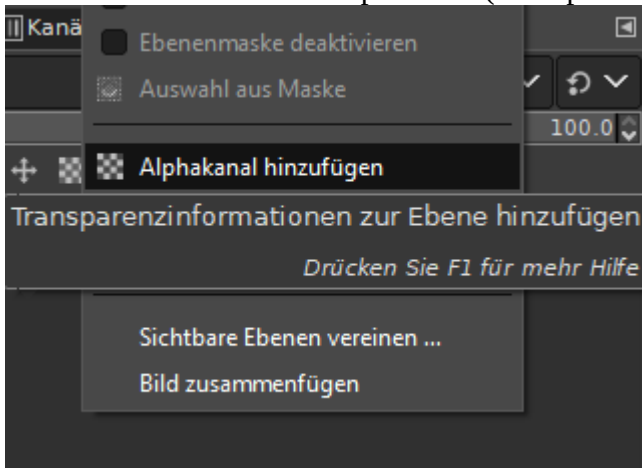 Kanä
Ebenenmaske deaktivieren
Auswahl aus Maske
100.0
Alphakanal hinzufügen
Transparenzinformationen zur Ebene hinzufügen
Drücken Sie F1 für mehr Hilfe
Sichtbare Ebenen vereinen ...
Bild zusammenfügen